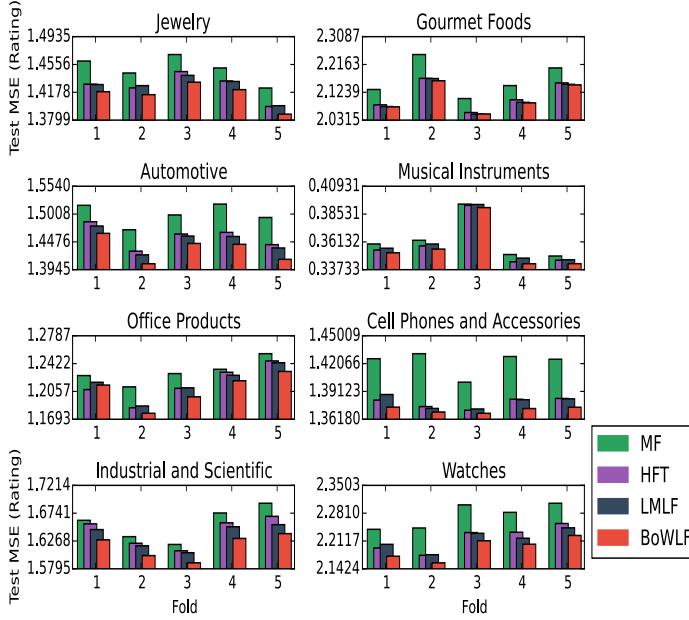 Jewelry
Test MSE (Rating)
1.4935
1.4556
1.4178
1.3799
1 2 3 4 5
Gourmet Foods
2.3087
2.2163
2.1239
2.0315
1 2 3 4 5
Automotive
1.5540
1.5008
1.4476
1.3945
1 2 3 4 5
Musical Instruments
0.40931
0.38531
0.36132
0.33733
1 2 3 4 5
Office Products
1.2787
1.2422
1.2057
1.1693
1 2 3 4 5
Cell Phones and Accessories
1.45009
1.42066
1.39123
1.36180
1 2 3 4 5
Industrial and Scientific
Test MSE (Rating)
1.7214
1.6741
1.6268
1.5795
1 2 3 4 5
Fold
Watches
2.3503
2.2810
2.2117
2.1424
1 2 3 4 5
Fold
MF
HFT
LMLF
BoWLF